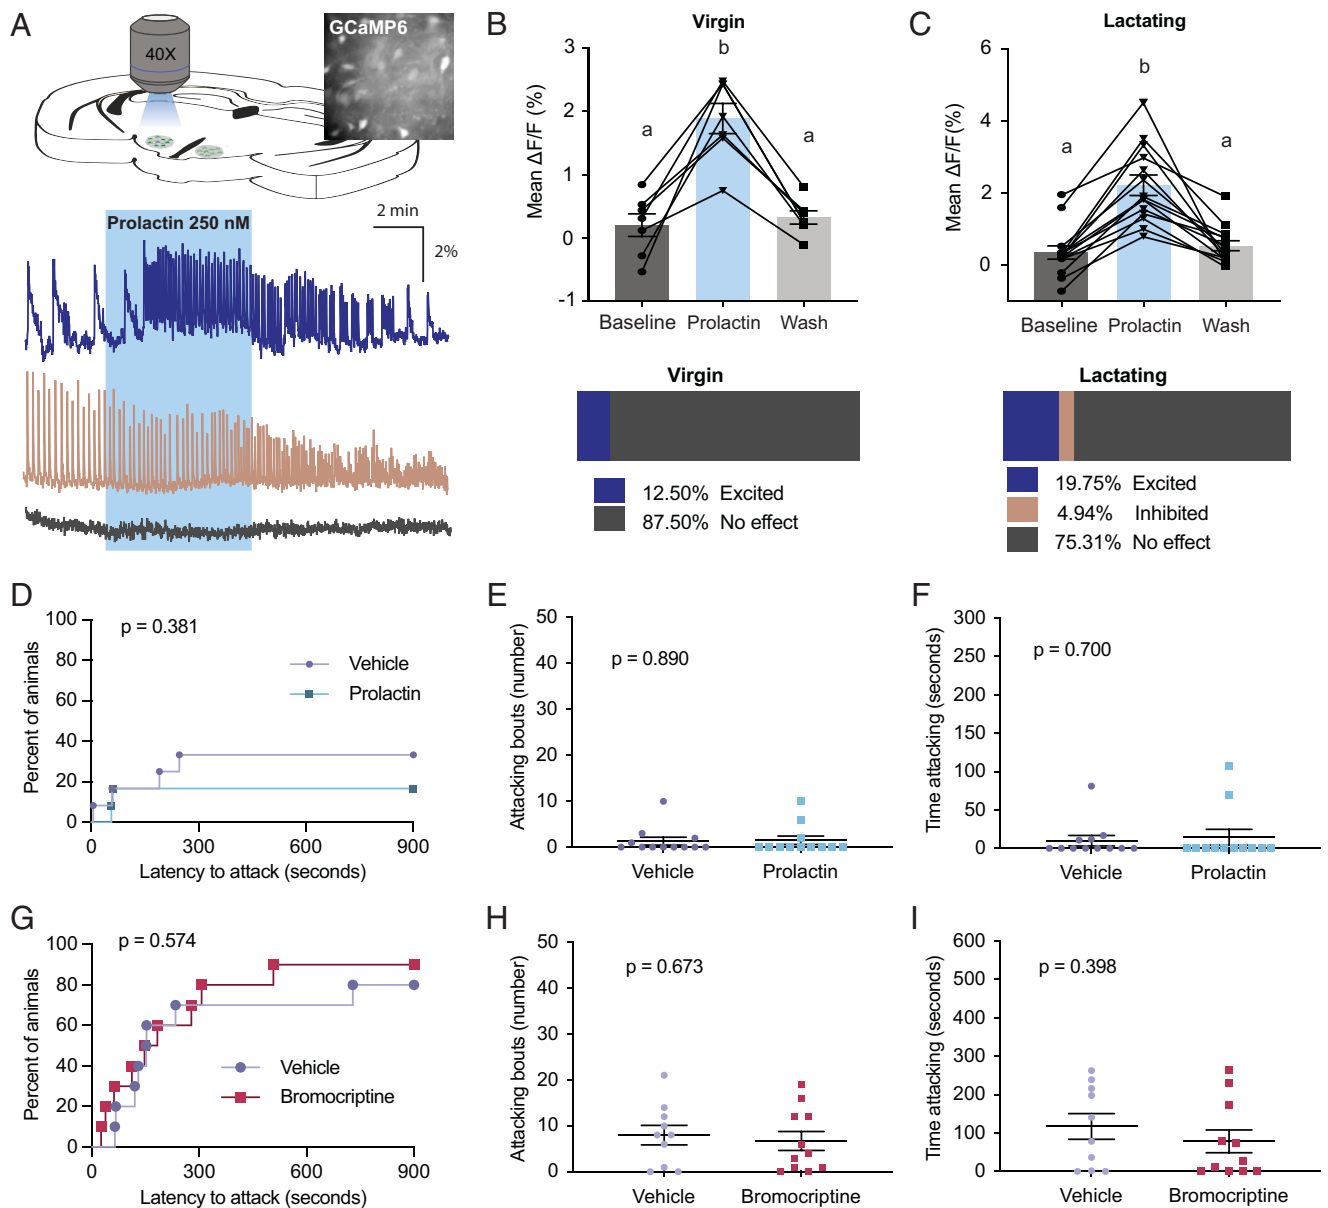 A
40X
GCaMP6
Prolactin 250 nM
2 min
2%
B
Virgin
Mean ΔF/F (%)
3
2
1
0
-1
a
b
a
Baseline
Prolactin
Wash
Virgin
12.50% Excited
87.50% No effect
C
Lactating
Mean ΔF/F(%)
6
4
2
0
a
b
a
Baseline
Prolactin
Wash
Lactating
19.75% Excited
4.94% Inhibited
75.31% No effect
D
p = 0.381
Percent of animals
100
80
60
40
20
0
Vehicle
Prolactin
0 300 600 900
Latency to attack (seconds)
E
p = 0.890
Attacking bouts (number)
50
40
30
20
10
0
Vehicle Prolactin
F
p = 0.700
Time attacking (seconds)
300
250
200
150
100
50
0
Vehicle Prolactin
G
p = 0.574
Percent of animals
100
80
60
40
20
0
Vehicle
Bromocriptine
0 300 600 900
Latency to attack (seconds)
H
p = 0.673
Attacking bouts (number)
50
40
30
20
10
0
Vehicle Bromocriptine
I
p = 0.398
Time attacking (seconds)
600
500
400
300
200
100
0
Vehicle Bromocriptine